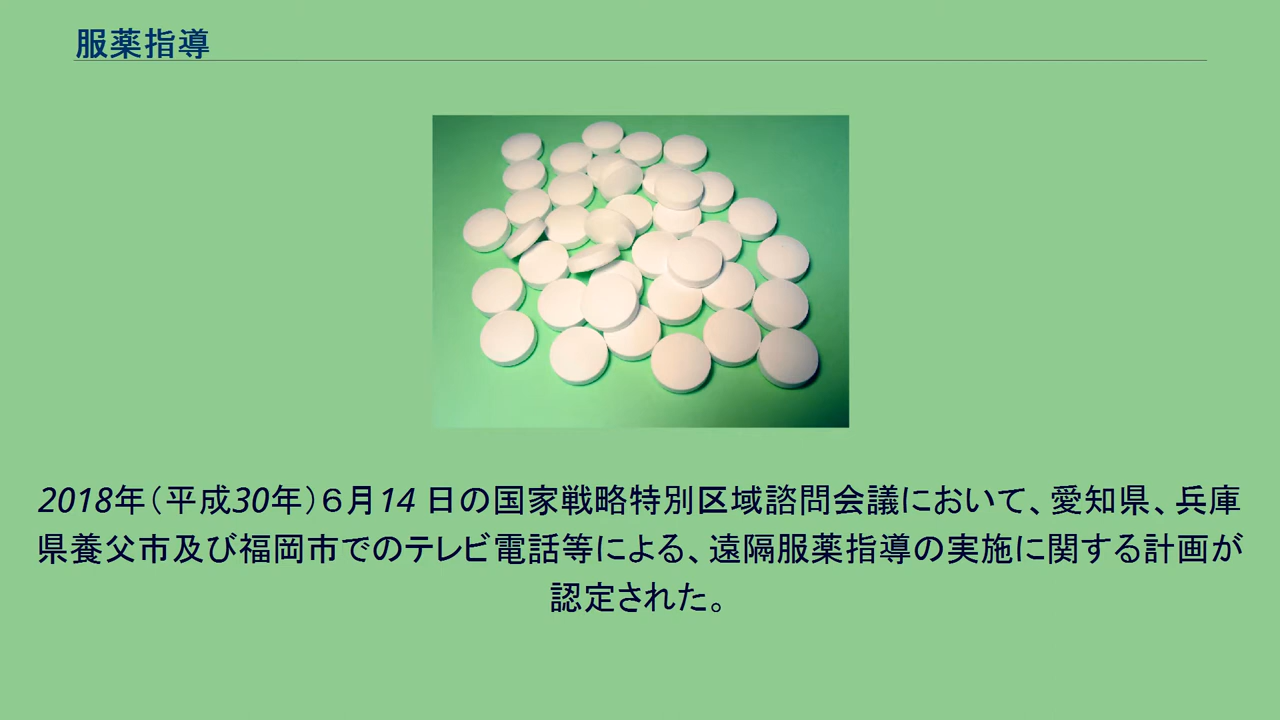 服薬指導
2018年（平成30年）６月14 日の国家戦略特別区域諮問会議において、愛知県、兵庫
県養父市及び福岡市でのテレビ電話等による、遠隔服薬指導の実施に関する計画が
認定された。